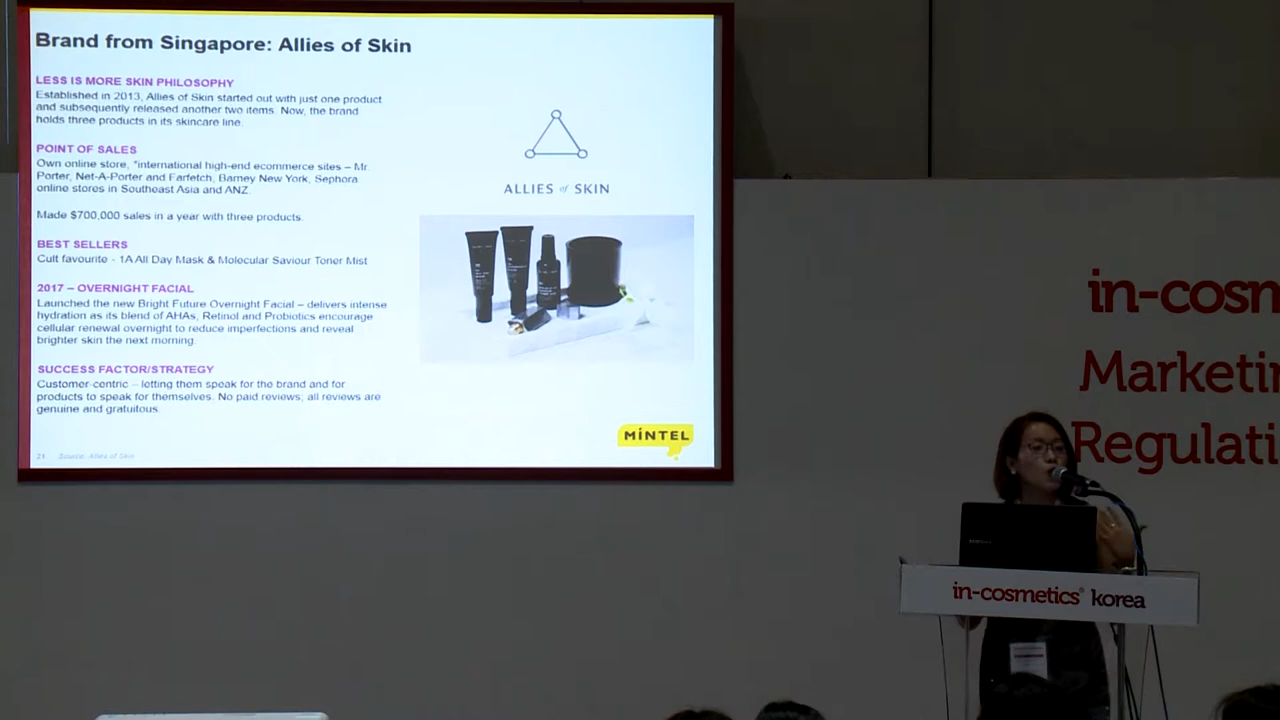 Brand from Singapore: Allies of Skin
LESS IS MORE SKIN PHILOSOPHY
Established in 2013, Allies of Skin started out with just one product
and subsequently released another two items. Now, the brand
holds three products in its skincare line.
POINT OF SALES
Own online store, *international high-end ecommerce sites – Mr.
Porter, Net-A-Porter and Farfetch, Barney New York, Sephora
online stores in Southeast Asia and ANZ.
Made $700,000 sales in a year with three products.
BEST SELLERS
Cult favourite - 1A All Day Mask & Molecular Saviour Toner Mist
2017 – OVERNIGHT FACIAL
Launched the new Bright Future Overnight Facial – delivers intense
hydration as its blend of AHAs, Retinol and Probiotics encourage
cellular renewal overnight to reduce imperfections and reveal
brighter skin the next morning.
SUCCESS FACTOR/STRATEGY
Customer-centric – letting them speak for the brand and for
products to speak for themselves. No paid reviews; all reviews are
genuine and gratuitous.
21 Source: Allies of Skin
ALLIES of SKIN
MINTEL
in-cosm
Marketin
Regulati
in-cosmetics® korea